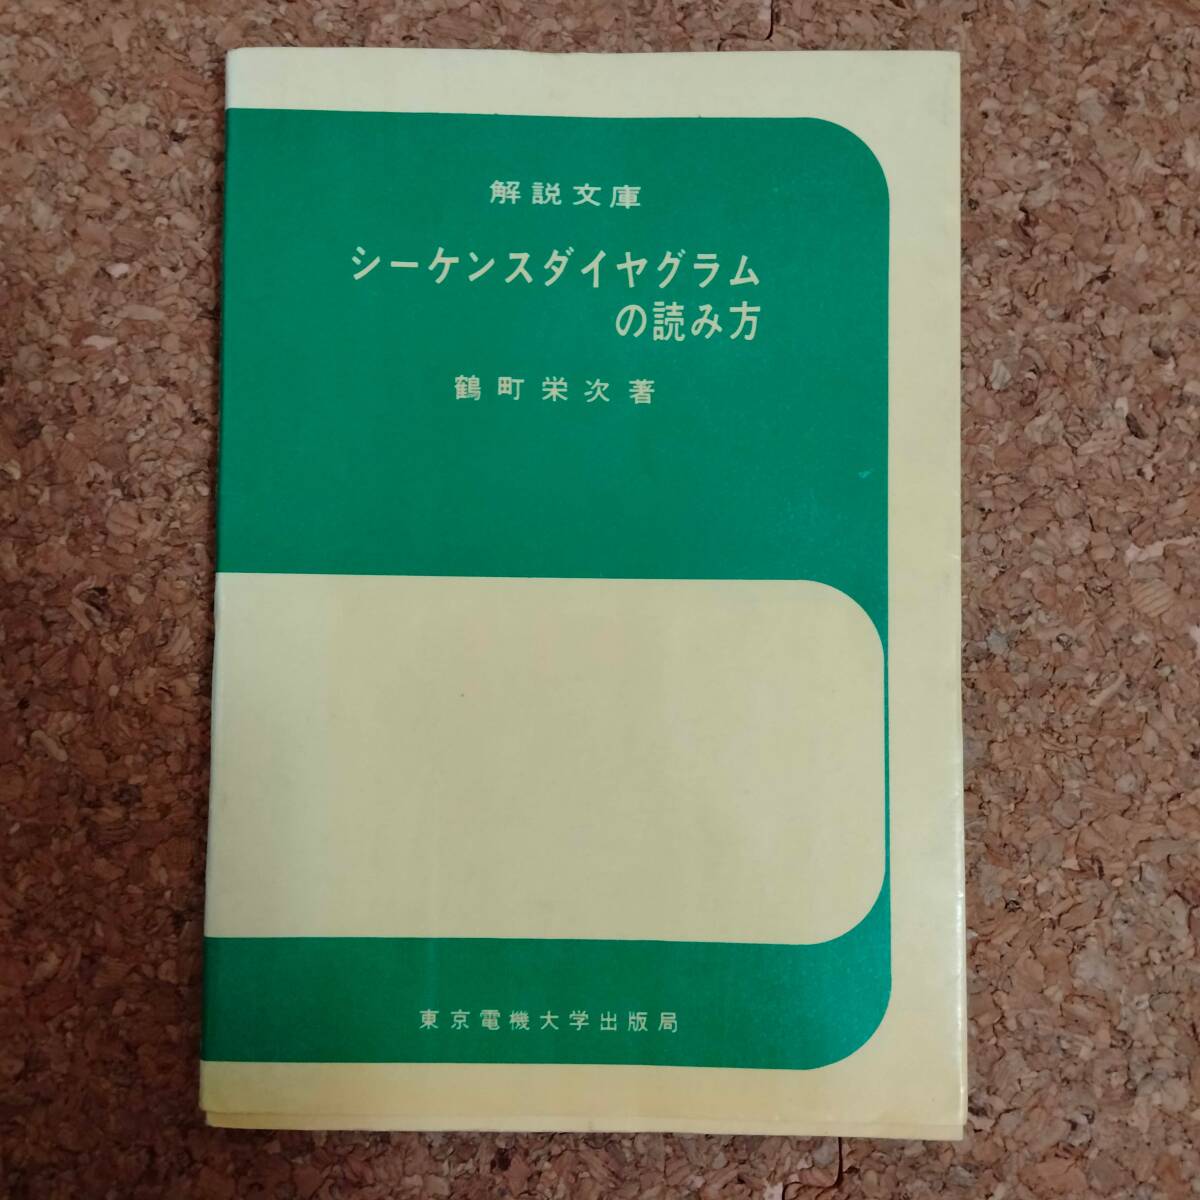 解説文庫
シーケンスダイヤグラム
の読み方
鶴町栄次著
東京電機大学出版局